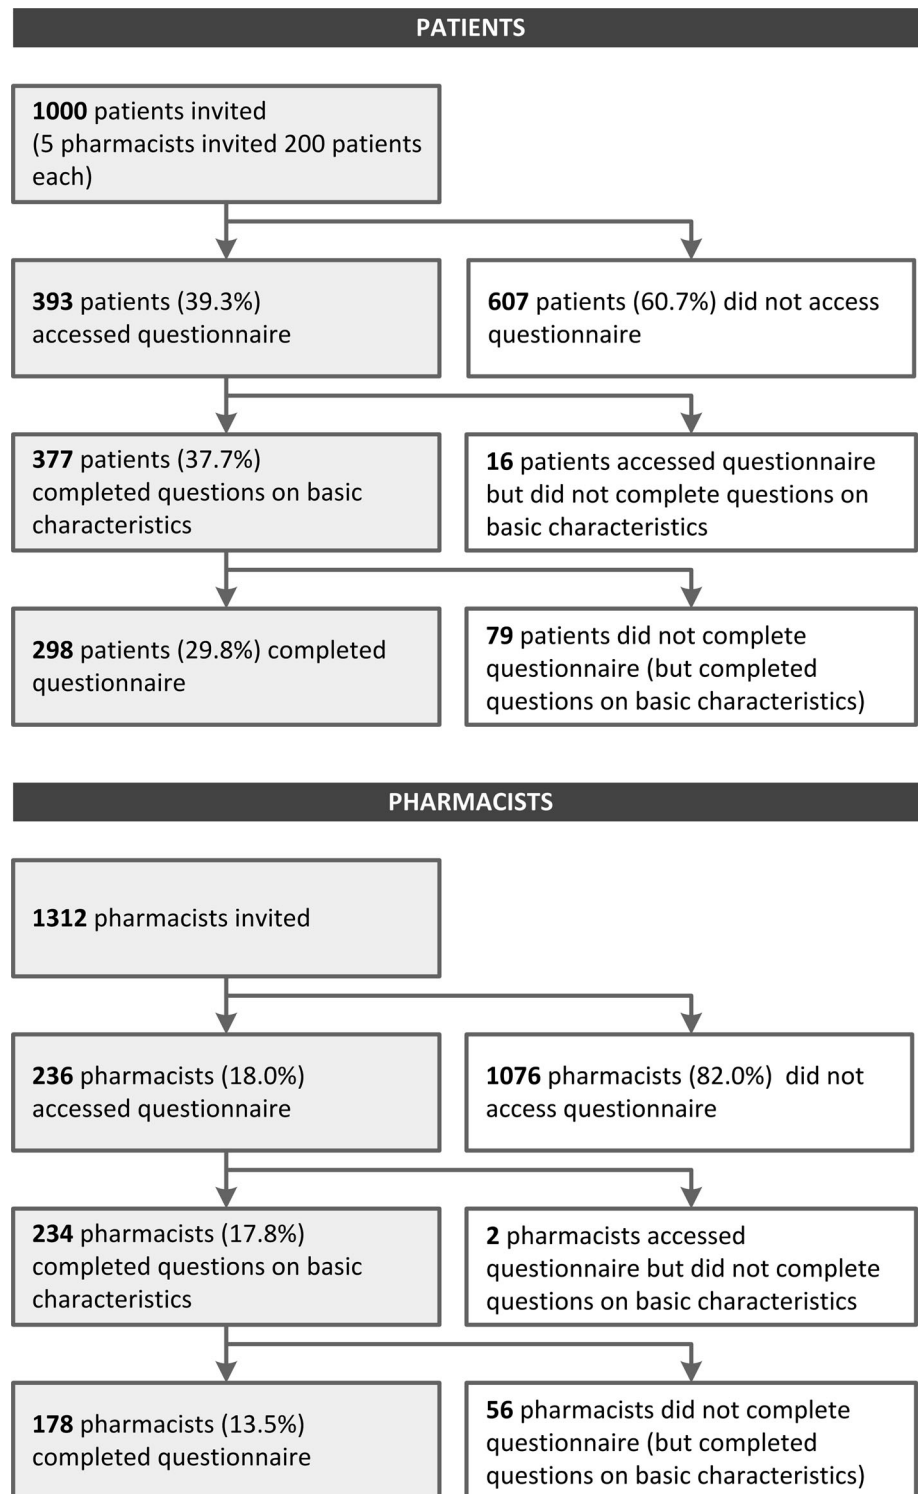 PATIENTS
1000 patients invited
(5 pharmacists invited 200 patients
each)
393 patients (39.3%)
accessed questionnaire
607 patients (60.7%) did not access
questionnaire
377 patients (37.7%)
completed questions on basic
characteristics
16 patients accessed questionnaire
but did not complete questions on
basic characteristics
298 patients (29.8%) completed
questionnaire
79 patients did not complete
questionnaire (but completed
questions on basic characteristics)
PHARMACISTS
1312 pharmacists invited
236 pharmacists (18.0%)
accessed questionnaire
1076 pharmacists (82.0%)  did not
access questionnaire
234 pharmacists (17.8%)
completed questions on basic
characteristics
2 pharmacists accessed
questionnaire but did not complete
questions on basic characteristics
178 pharmacists (13.5%)
completed questionnaire
56 pharmacists did not complete
questionnaire (but completed
questions on basic characteristics)